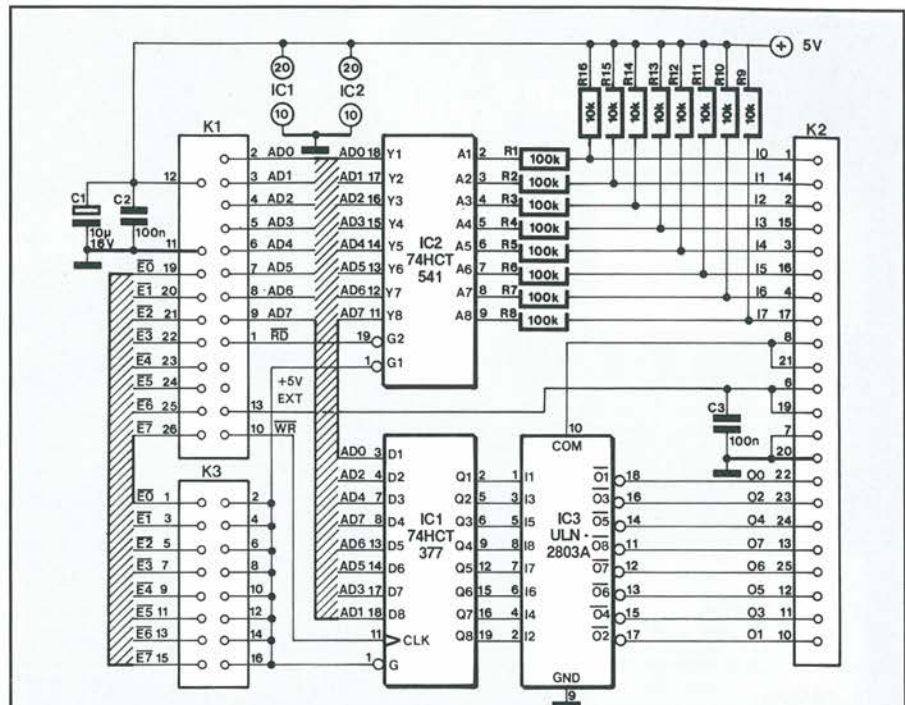 5V
20 20
IC1 IC2
10 10
R16 R15 R14 R13 R12 R11 R10 R9
10k 10k 10k 10k 10k 10k 10k 10k
K1
K2
C1 10µ 16V
C2 100n
12
11
2 AD0 AD0 18 Y1 A1 2 R1 100k I0 1
3 AD1 AD1 17 Y2 A2 3 R2 100k I1 14
4 AD2 AD2 16 Y3 A3 4 R3 100k I2 2
5 AD3 AD3 15 Y4 A4 5 R4 100k I3 15
6 AD4 AD4 14 Y5 A5 6 R5 100k I4 3
E0 19 7 AD5 AD5 13 Y6 A6 7 R6 100k I5 16
E1 20 8 AD6 AD6 12 Y7 A7 8 R7 100k I6 4
E2 21 9 AD7 AD7 11 Y8 A8 9 R8 100k I7 17
IC2
74HCT
541
E3 22 1 RD 19 G2 8
E4 23 1 G1 21
E5 24 +5V 6
E6 25 13 EXT 19
E7 26 10 WR 7
C3
100n
20
10
COM
K3
E0 1 2
E1 3 4
E2 5 6
E3 7 8
E4 9 10
E5 11 12
E6 13 14
E7 15 16
AD0 3 D1 Q1 2 1 I1 O1 18 O0 22
AD2 4 D2 Q2 5 3 I3 O3 16 O2 23
AD4 7 D3 Q3 6 5 I5 O5 14 O4 24
AD7 8 D4 Q4 9 8 I8 O8 11 O7 13
AD6 13 D5 Q5 12 7 I7 O7 12 O6 25
AD5 14 D6 Q6 15 6 I6 O6 13 O5 12
AD3 17 D7 Q7 16 4 I4 O4 15 O3 11
AD1 18 D8 Q8 19 2 I2 O2 17 O1 10
IC1
74HCT
377
IC3
ULN -
2803A
11 CLK
1 G
GND
9